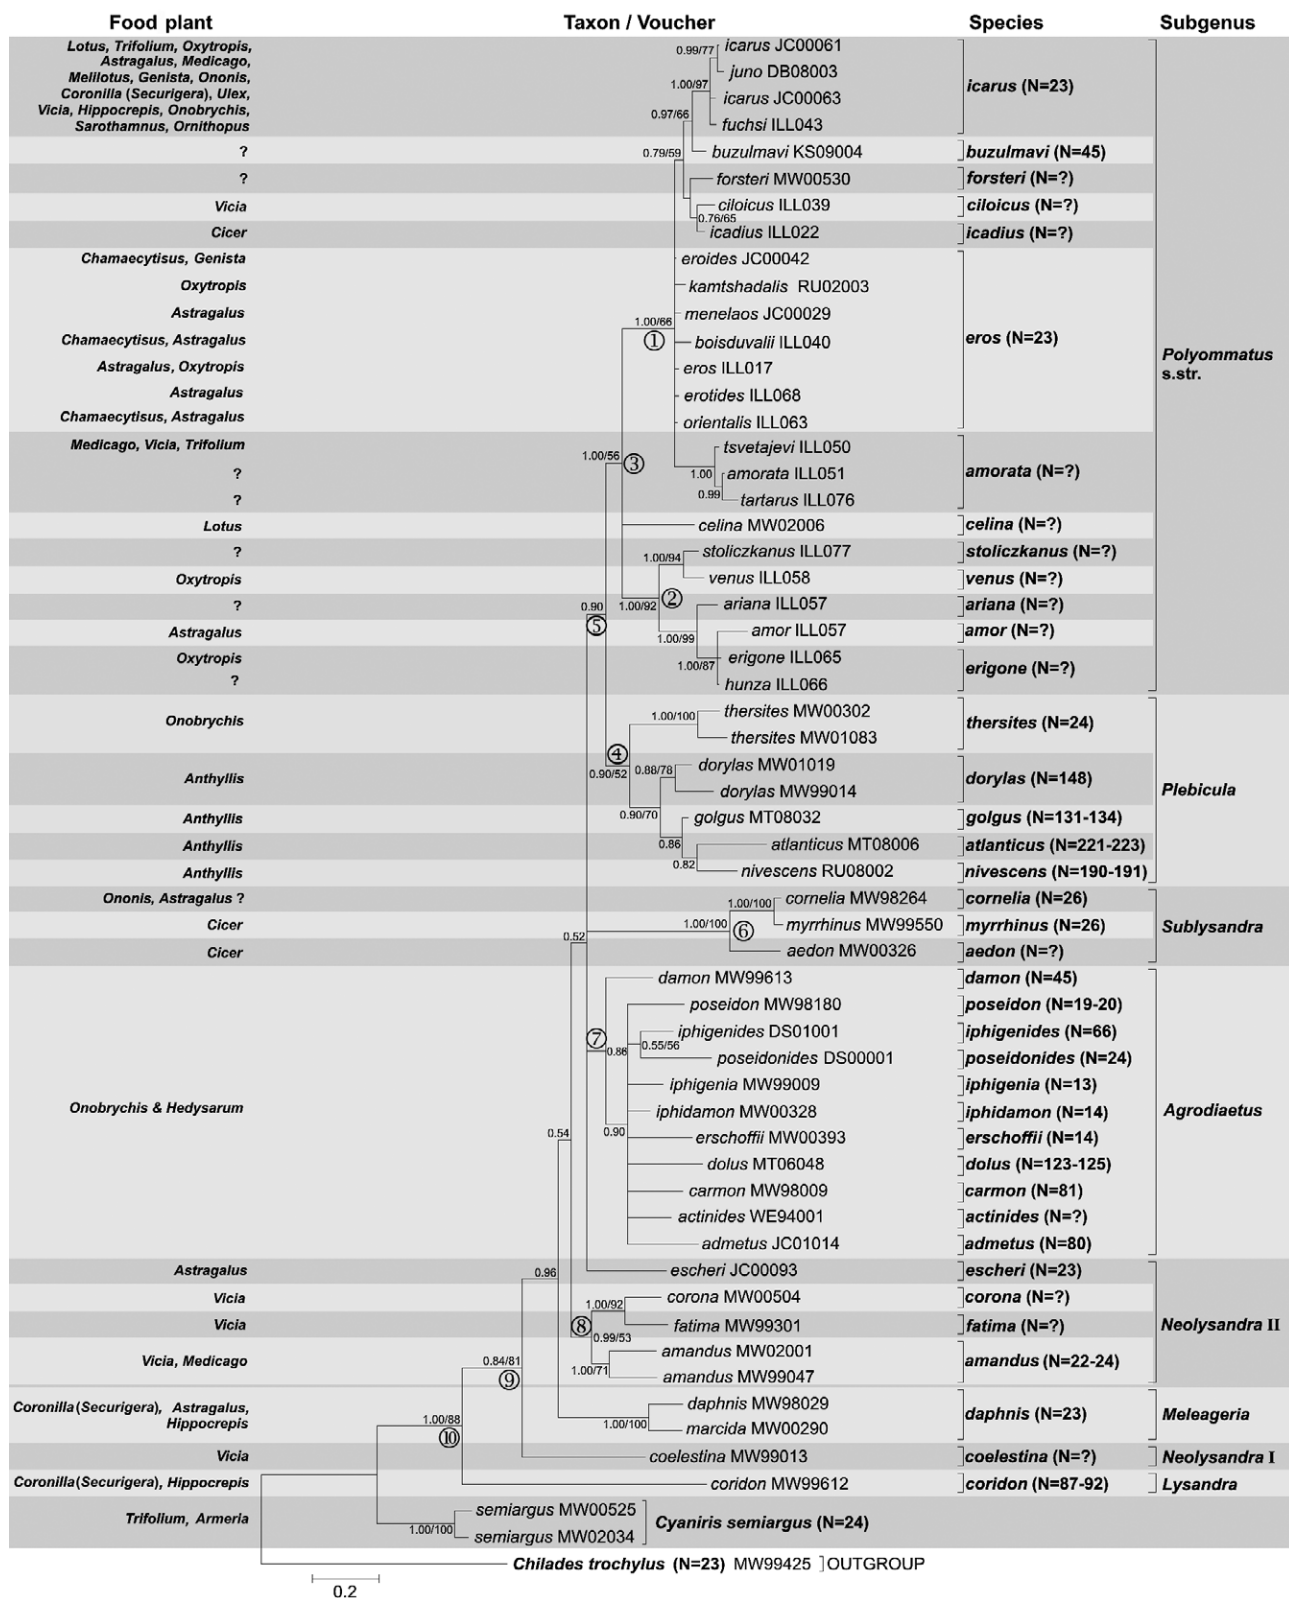 Food plant Taxon / Voucher Species Subgenus
Lotus, Trifolium, Oxytropis,
Astragalus, Medicago,
Melilotus, Genista, Ononis,
Coronilla (Securigera), Ulex,
Vicia, Hippocrepis, Onobrychis,
Sarothamnus, Ornithopus
0.99/77 icarus JC00061
juno DB08003
1.00/97 icarus JC00063
icarus (N=23)
0.97/66 fuchsi ILL043
? 0.79/59 buzulmavi KS09004 buzulmavi (N=45)
? forsteri MW00530 forsteri (N=?)
Vicia ciloicus ILL039 ciloicus (N=?)
0.76/65
Cicer icadius ILL022 icadius (N=?)
Chamaecytisus, Genista eroides JC00042
Oxytropis kamtshadalis RU02003
Astragalus menelaos JC00029
1.00/66
①
Chamaecytisus, Astragalus boisduvalii ILL040
eros (N=23)
Polyommatus
s.str.
Astragalus, Oxytropis eros ILL017
Astragalus erotides ILL068
Chamaecytisus, Astragalus orientalis ILL063
Medicago, Vicia, Trifolium tsvetajevi ILL050
1.00/56 ③
? 1.00 amorata ILL051 amorata (N=?)
? 0.99 tartarus ILL076
Lotus celina MW02006 celina (N=?)
? 1.00/94 stoliczkanus ILL077 stoliczkanus (N=?)
Oxytropis venus ILL058 venus (N=?)
? 0.90 1.00/92 ② ariana ILL057 ariana (N=?)
⑤
Astragalus 1.00/99 amor ILL057 amor (N=?)
Oxytropis 1.00/87 erigone ILL065
erigone (N=?)
? hunza ILL066
Onobrychis 1.00/100 thersites MW00302
thersites (N=24)
thersites MW01083
④
0.90/52 0.88/78 dorylas MW01019
Anthyllis dorylas (N=148)
dorylas MW99014
Plebicula
Anthyllis 0.90/70 golgus MT08032 golgus (N=131-134)
Anthyllis 0.86 atlanticus MT08006 atlanticus (N=221-223)
Anthyllis 0.82 nivescens RU08002 nivescens (N=190-191)
Ononis, Astragalus ? 1.00/100 cornelia MW98264 cornelia (N=26)
Cicer 1.00/100 ⑥ myrrhinus MW99550 myrrhinus (N=26) Sublysandra
Cicer 0.52 aedon MW00326 aedon (N=?)
damon MW99613 damon (N=45)
poseidon MW98180 poseidon (N=19-20)
⑦ iphigenides DS01001 iphigenides (N=66)
0.86 0.55/56
poseidonides DS00001 poseidonides (N=24)
iphigenia MW99009 iphigenia (N=13)
Onobrychis & Hedysarum iphidamon MW00328 iphidamon (N=14) Agrodiaetus
0.54 0.90 erschoffii MW00393 erschoffii (N=14)
dolus MT06048 dolus (N=123-125)
carmon MW98009 carmon (N=81)
actinides WE94001 actinides (N=?)
admetus JC01014 admetus (N=80)
Astragalus 0.96 escheri JC00093 escheri (N=23)
Vicia 1.00/92 corona MW00504 corona (N=?)
Vicia ⑧ fatima MW99301 fatima (N=?) Neolysandra II
0.99/53
amandus MW02001
Vicia, Medicago 0.84/81 amandus (N=22-24)
⑨ 1.00/71 amandus MW99047
Coronilla (Securigera), Astragalus,
Hippocrepis
daphnis MW98029
1.00/88 ⑩ daphnis (N=23) Meleageria
1.00/100 marcida MW00290
Vicia coelestina MW99013 coelestina (N=?) Neolysandra I
Coronilla (Securigera), Hippocrepis coridon MW99612 coridon (N=87-92) Lysandra
Trifolium, Armeria semiargus MW00525
1.00/100 Cyaniris semiargus (N=24)
semiargus MW02034
Chilades trochylus (N=23) MW99425 OUTGROUP
0.2